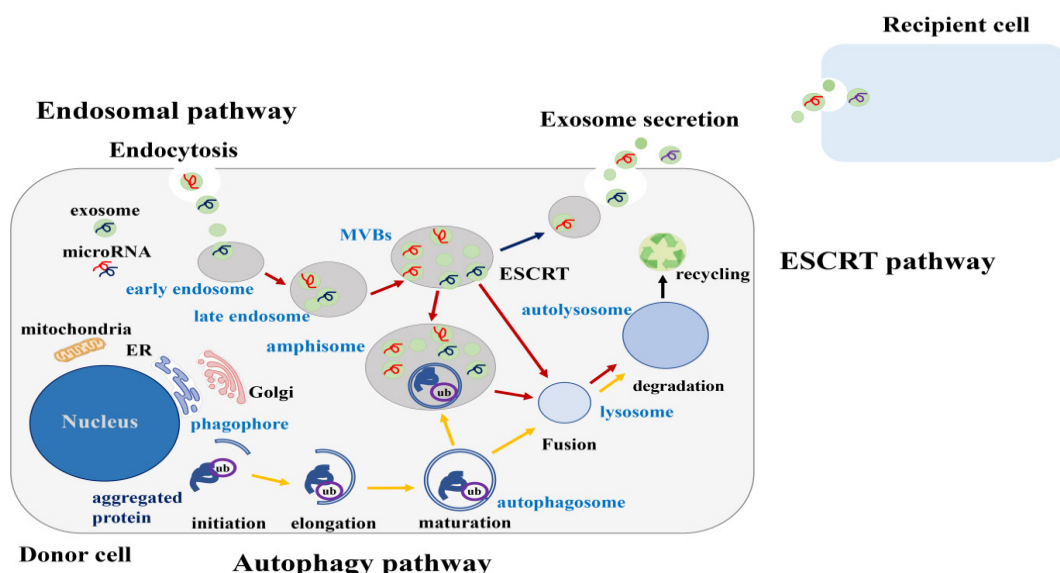 Recipient cell
Endosomal pathway
Exosome secretion
Endocytosis
exosome
microRNA
MVBs
ESCRT
recycling
ESCRT pathway
early endosome
late endosome
autolysosome
mitochondria
ER
amphisome
Golgi
degradation
Nucleus
ub
lysosome
phagophore
Fusion
ub
ub
ub
aggregated
protein
autophagosome
initiation
elongation
maturation
Donor cell
Autophagy pathway